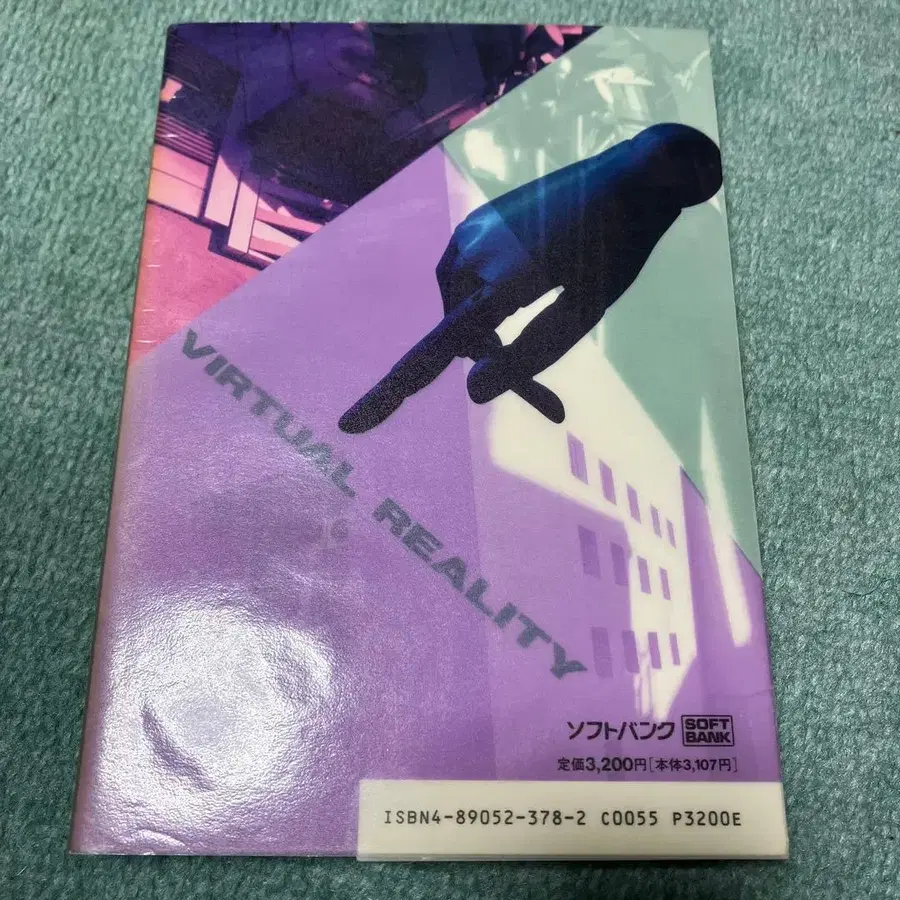 VIRTUAL REALITY
ソフトバンク SOFT BANK
定価3,200円[本体3,107円]
ISBN4-89052-378-2 C0055 P3200E